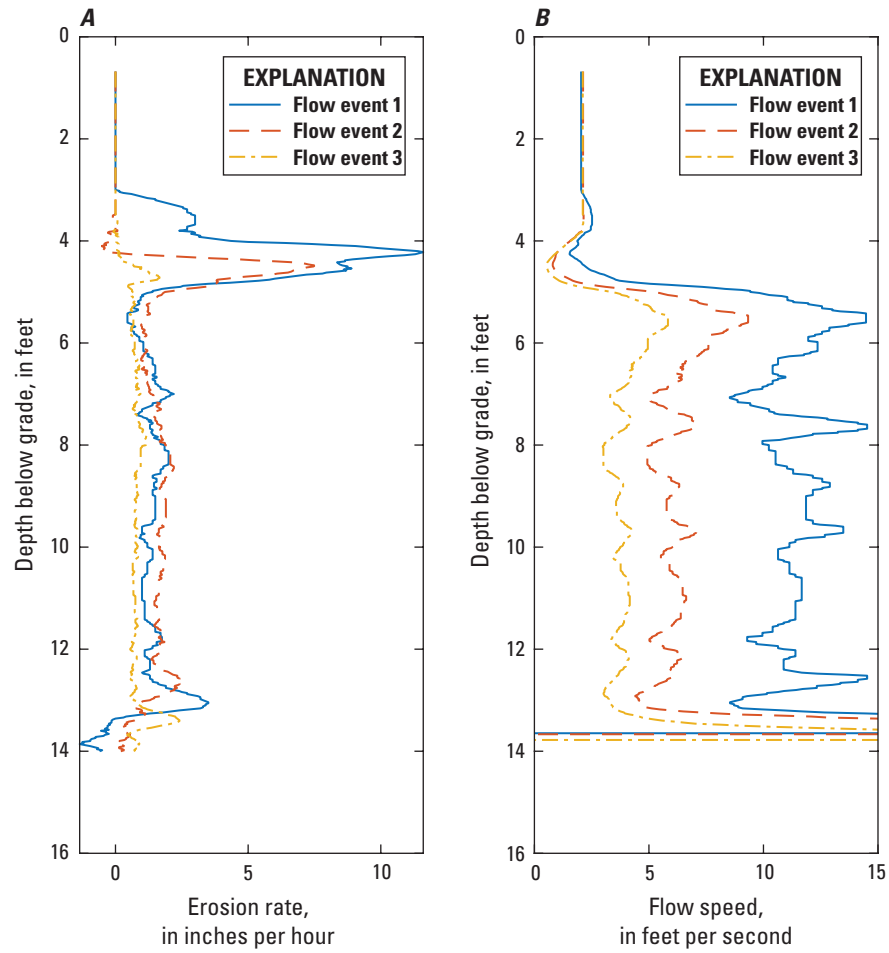 A
0
2
4
6
8
10
12
14
16
Depth below grade, in feet
EXPLANATION
Flow event 1
Flow event 2
Flow event 3
0
5
10
Erosion rate,
in inches per hour
B
0
2
4
6
8
10
12
14
16
Depth below grade, in feet
EXPLANATION
Flow event 1
Flow event 2
Flow event 3
0
5
10
15
Flow speed,
in feet per second